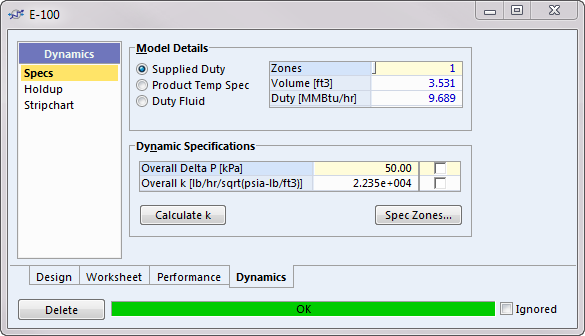 E-100
Dynamics
Specs
Holdup
Stripchart
Model Details
Supplied Duty
Product Temp Spec
Duty Fluid
Zones 1
Volume [ft3] 3.531
Duty [MMBtu/hr] 9.689
Dynamic Specifications
Overall Delta P [kPa] 50.00
Overall k [lb/hr/sqrt(psia-lb/ft3)] 2.235e+004
Calculate k Spec Zones...
Design Worksheet Performance Dynamics
Delete OK Ignored